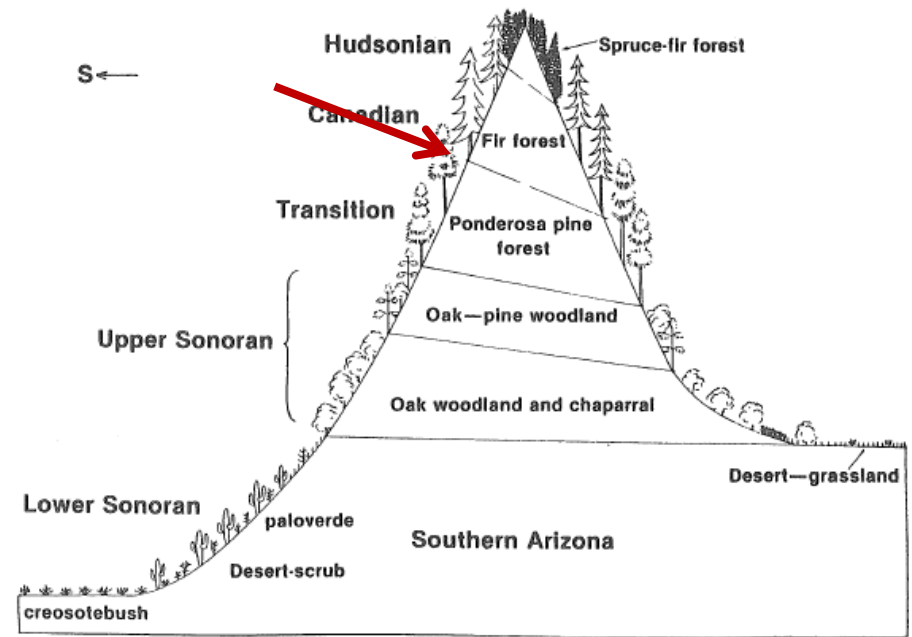 Hudsonian
Spruce-fir forest
S
Canadian
Fir forest
Transition
Ponderosa pine
forest
Oak—pine woodland
Upper Sonoran
Oak woodland and chaparral
Desert—grassland
Lower Sonoran
paloverde
Southern Arizona
Desert-scrub
creosotebush